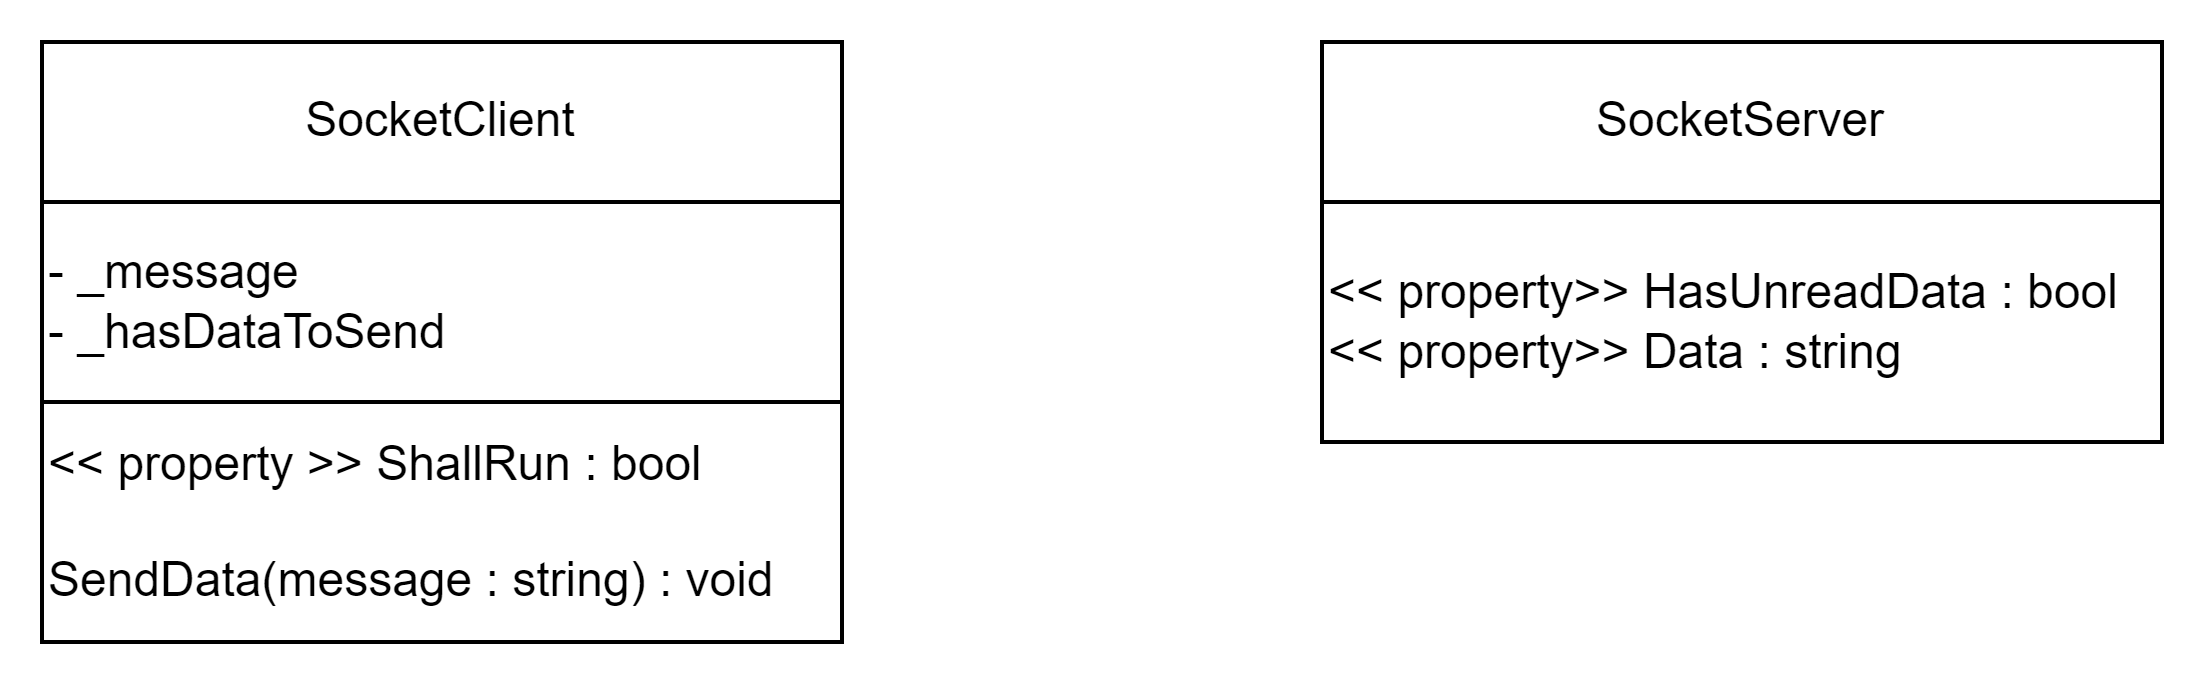 SocketClient
- _message
- _hasDataToSend
<< property >> ShallRun : bool
SendData(message : string) : void
SocketServer
<< property>> HasUnreadData : bool
<< property>> Data : string